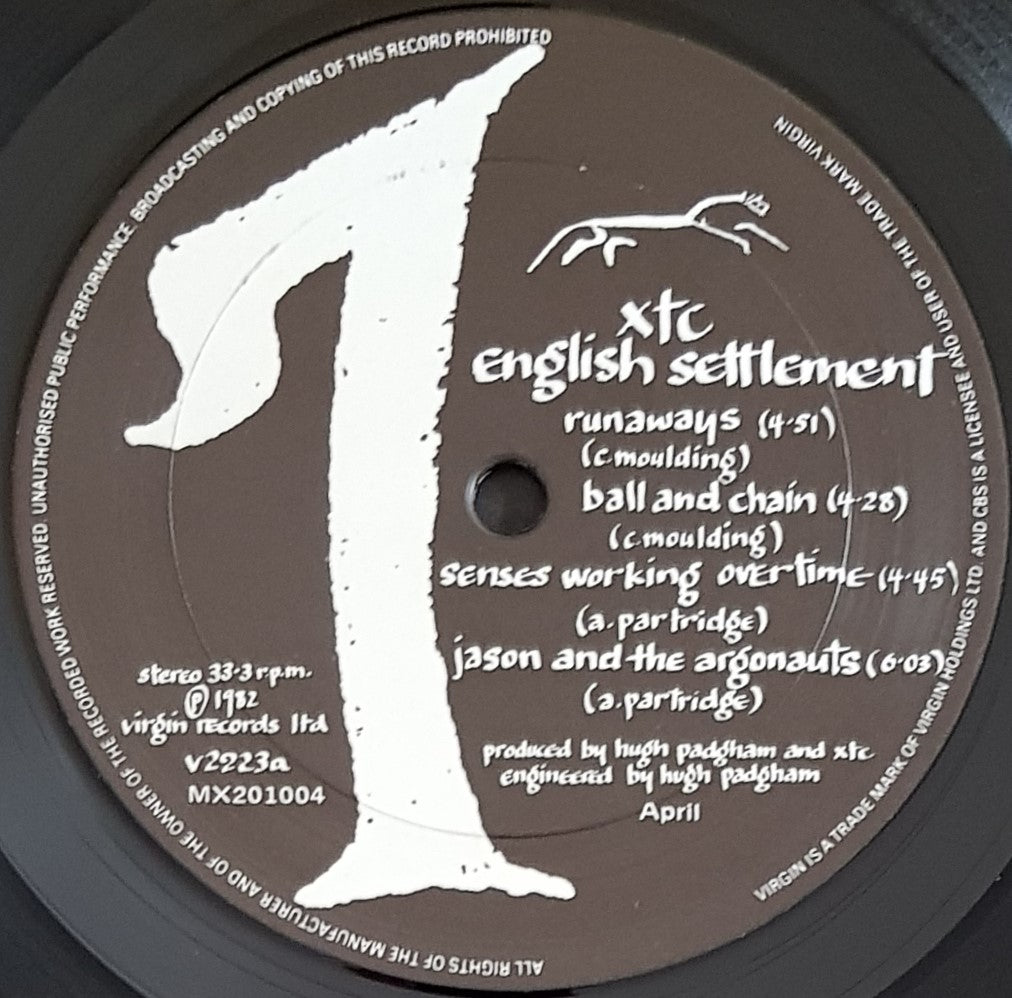 ALL RIGHTS OF THE MANUFACTURER AND OF THE OWNER OF THE RECORDED WORK RESERVED. UNAUTHORISED PUBLIC PERFORMANCE. BROADCASTING AND COPYING OF THIS RECORD PROHIBITED
VIRGIN IS A TRADE MARK OF VIRGIN HOLDINGS LTD. AND CBS IS A LICENSEE AND USER OF THE TRADE MARK VIRGIN
1
xtc
english settlement
runaways (4·51)
(c moulding)
ball and chain (4·28)
(c moulding)
senses working overtime (4·45)
(a. partridge)
jason and the argonauts (6·03)
(a. partridge)
produced by hugh padgham and xtc
engineered by hugh padgham
April
stereo 33·3 r.p.m.
Ⓟ 1982
virgin records ltd
v2223a
MX201004